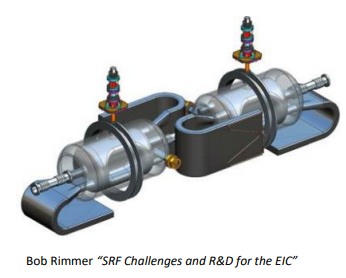 Bob Rimmer “SRF Challenges and R&D for the EIC”